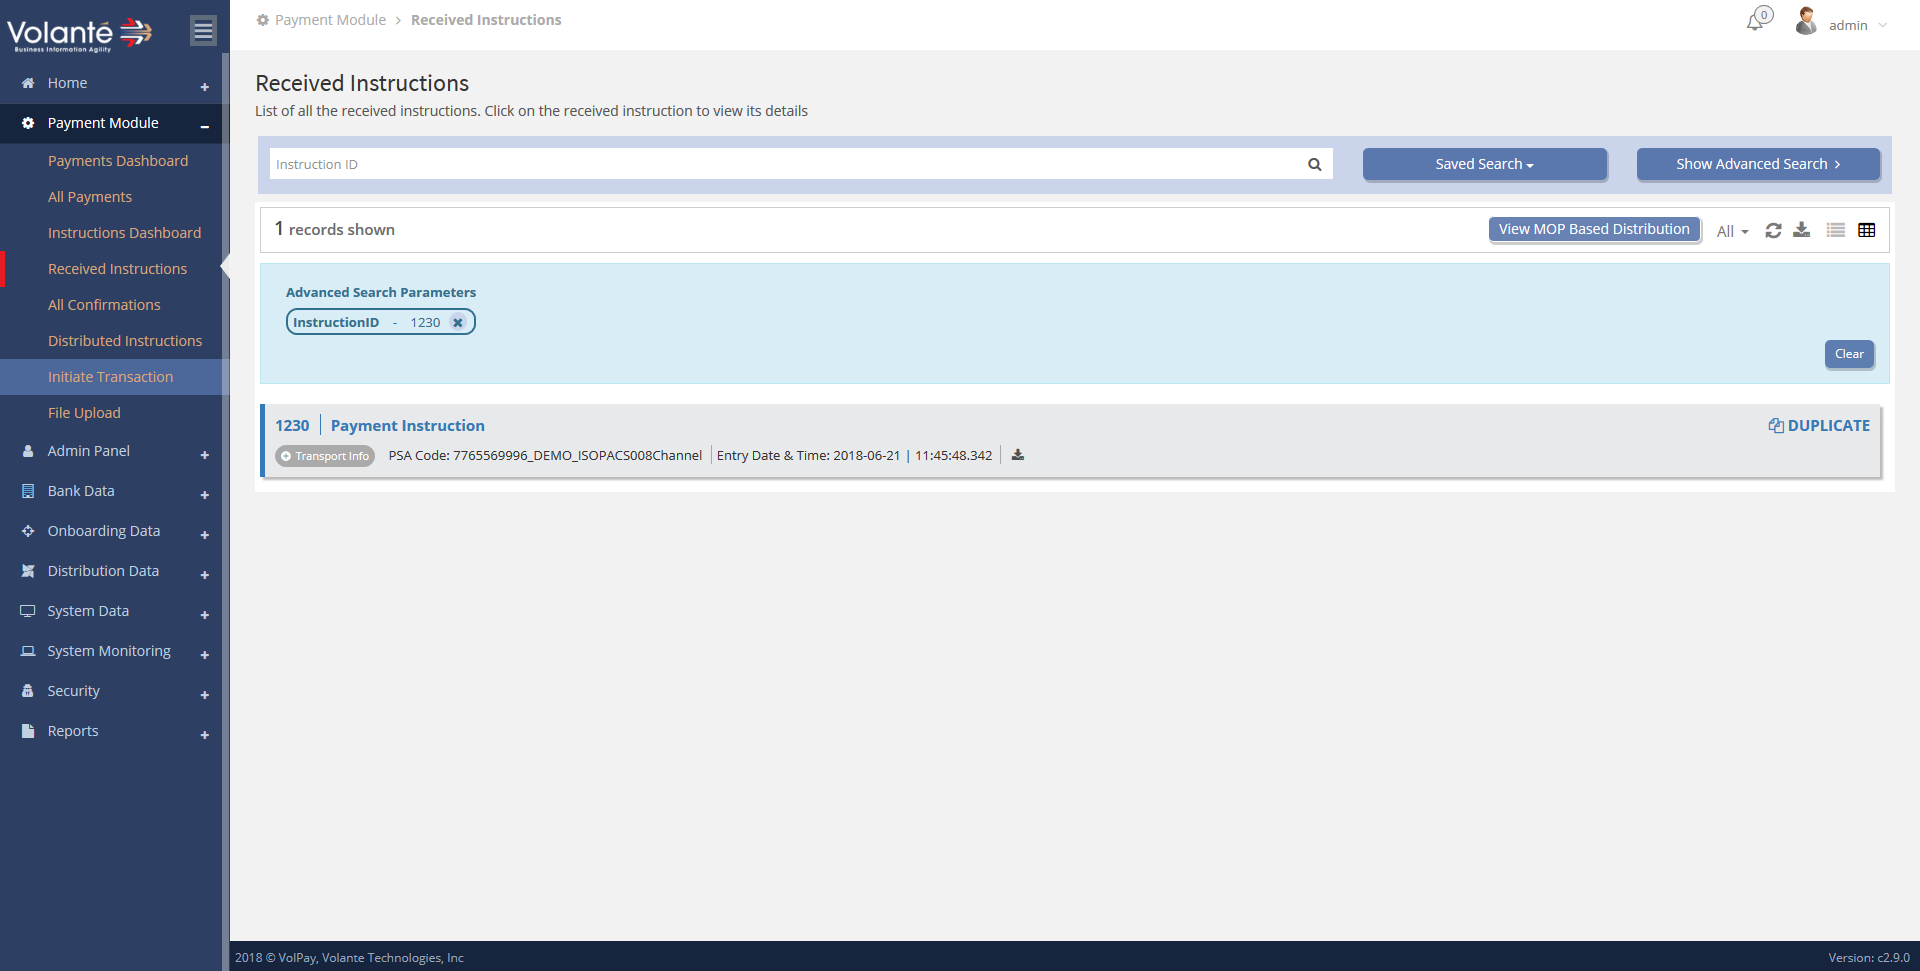 Volanté
Business Information Agility
Home
Payment Module
Payments Dashboard
All Payments
Instructions Dashboard
Received Instructions
All Confirmations
Distributed Instructions
Initiate Transaction
File Upload
Admin Panel
Bank Data
Onboarding Data
Distribution Data
System Data
System Monitoring
Security
Reports
Payment Module > Received Instructions
0
admin
Received Instructions
List of all the received instructions. Click on the received instruction to view its details
Instruction ID
Saved Search
Show Advanced Search >
1 records shown
View MOP Based Distribution
All
Advanced Search Parameters
InstructionID - 1230
Clear
1230 | Payment Instruction
DUPLICATE
Transport Info
PSA Code: 7765569996_DEMO_ISOPACS008Channel | Entry Date & Time: 2018-06-21 | 11:45:48.342
2018 © VolPay, Volante Technologies, Inc
Version: c2.9.0